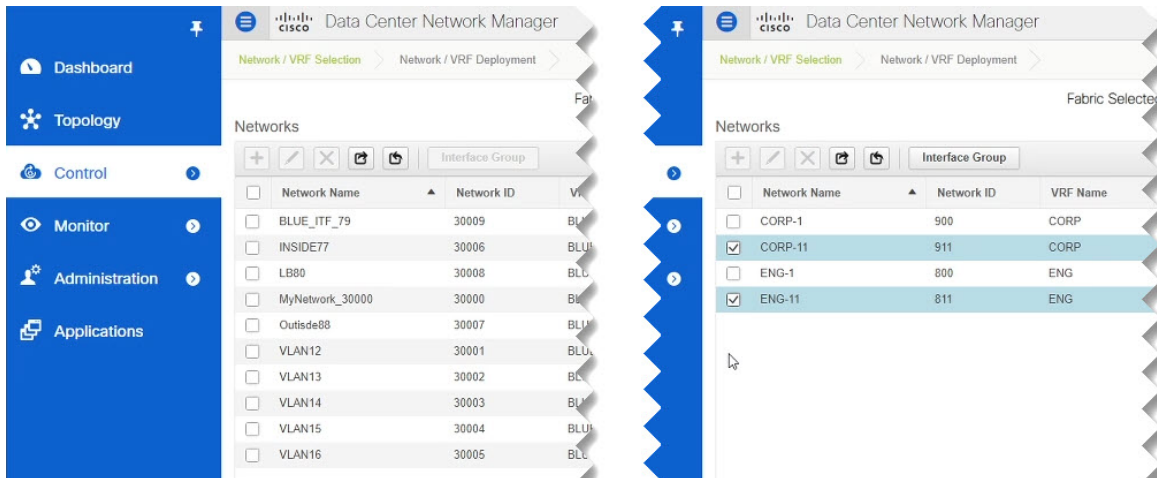 Dashboard
Topology
Control
Monitor
Administration
Applications
cisco Data Center Network Manager
Network / VRF Selection Network / VRF Deployment
Networks
Interface Group
Network Name Network ID
BLUE_ITF_79 30009
INSIDE77 30006
LB80 30008
MyNetwork_30000 30000
Outisde88 30007
VLAN12 30001
VLAN13 30002
VLAN14 30003
VLAN15 30004
VLAN16 30005
cisco Data Center Network Manager
Network / VRF Selection Network / VRF Deployment
Fabric Selected
Networks
Interface Group
Network Name Network ID VRF Name
CORP-1 900 CORP
CORP-11 911 CORP
ENG-1 800 ENG
ENG-11 811 ENG